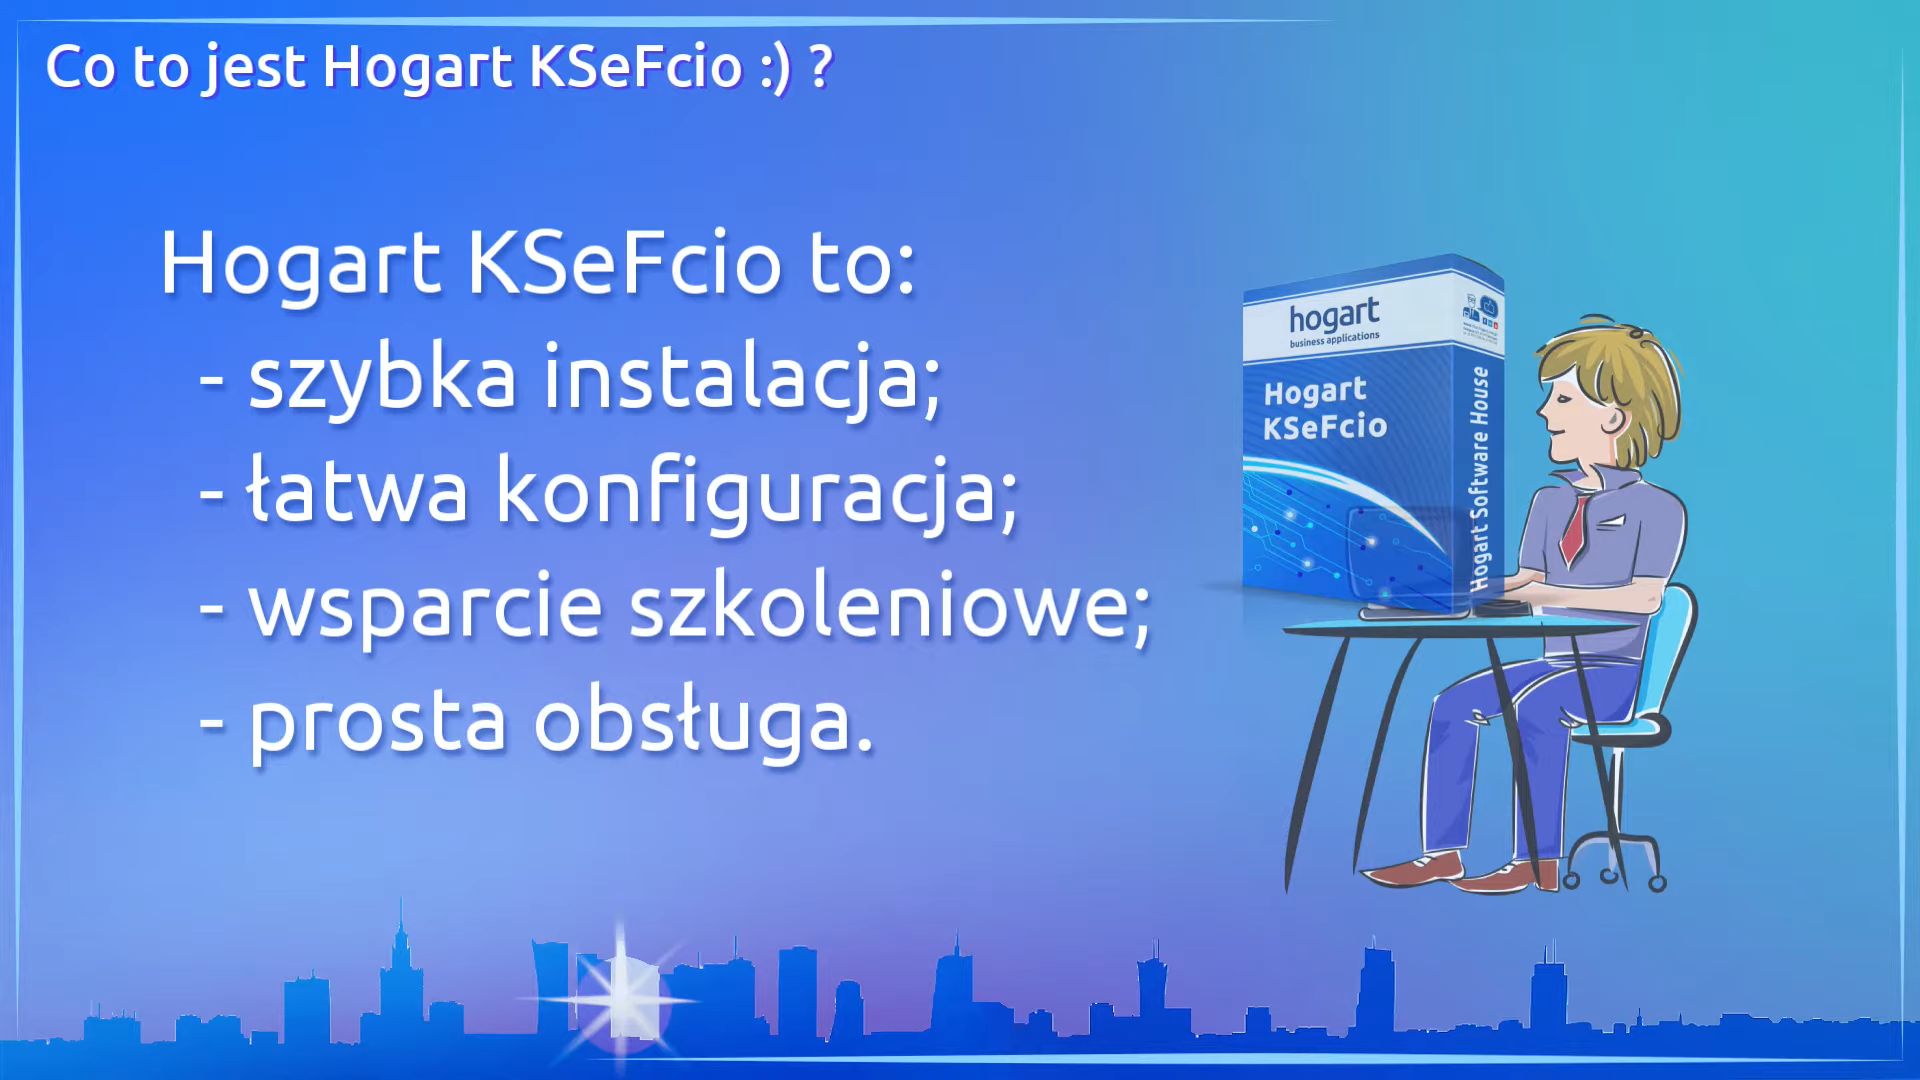 Co to jest Hogart KSeFcio :) ?
Hogart KSeFcio to:
- szybka instalacja;
- łatwa konfiguracja;
- wsparcie szkoleniowe;
- prosta obsługa.
hogart
business applications
Hogart
KSeFcio
Hogart Software House